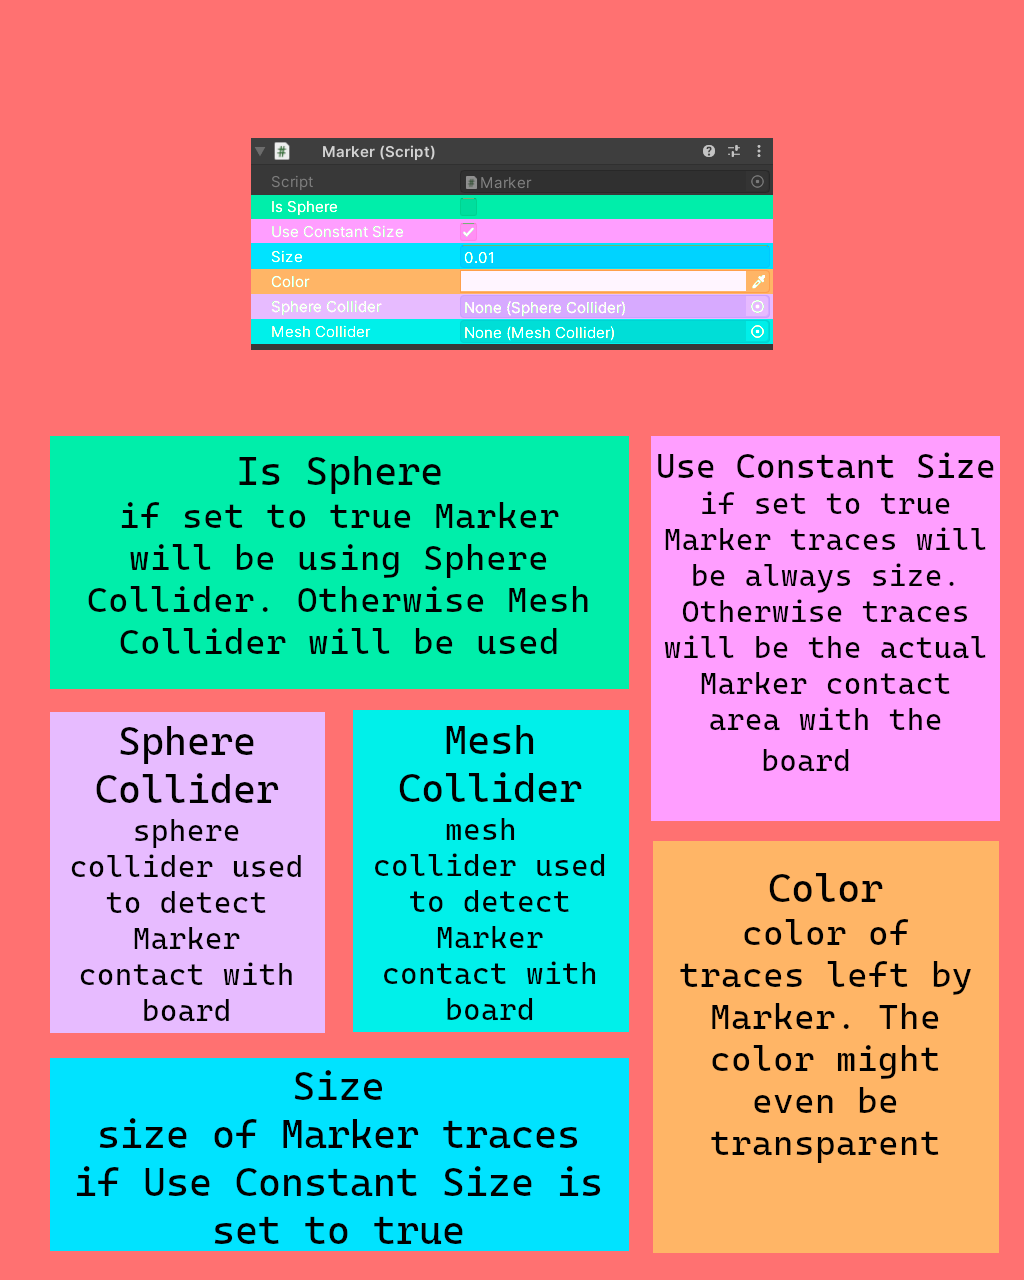 Marker (Script)
Script Marker
Is Sphere
Use Constant Size
Size 0.01
Color
Sphere Collider None (Sphere Collider)
Mesh Collider None (Mesh Collider)
Is Sphere
if set to true Marker
will be using Sphere
Collider. Otherwise Mesh
Collider will be used
Use Constant Size
if set to true
Marker traces will
be always size.
Otherwise traces
will be the actual
Marker contact
area with the
board
Sphere
Collider
sphere
collider used
to detect
Marker
contact with
board
Mesh
Collider
mesh
collider used
to detect
Marker
contact with
board
Color
color of
traces left by
Marker. The
color might
even be
transparent
Size
size of Marker traces
if Use Constant Size is
set to true